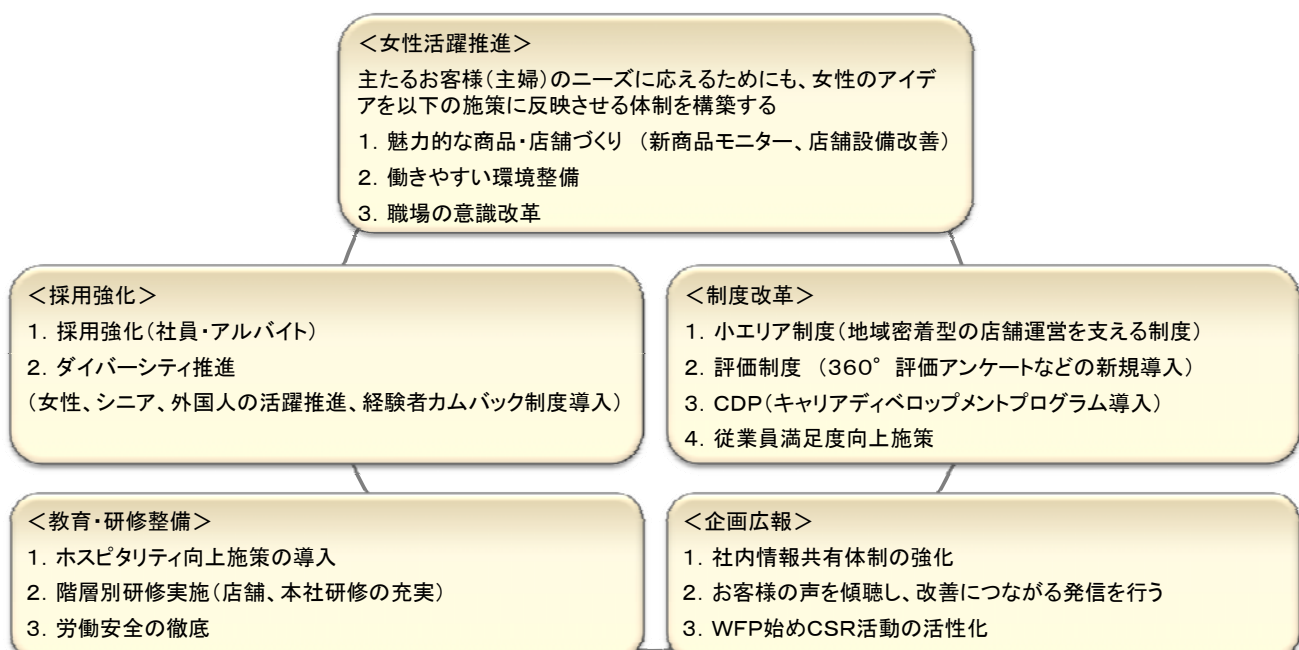 ＜女性活躍推進＞
主たるお客様（主婦）のニーズに応えるためにも、女性のアイデ
アを以下の施策に反映させる体制を構築する
１．魅力的な商品・店舗づくり　（新商品モニター、店舗設備改善）
２．働きやすい環境整備
３．職場の意識改革
＜採用強化＞
１．採用強化（社員・アルバイト）
２．ダイバーシティ推進
（女性、シニア、外国人の活躍推進、経験者カムバック制度導入）
＜制度改革＞
１．小エリア制度（地域密着型の店舗運営を支える制度）
２．評価制度　（３６０°評価アンケートなどの新規導入）
３．ＣＤＰ（キャリアディベロップメントプログラム導入）
４．従業員満足度向上施策
＜教育・研修整備＞
１．ホスピタリティ向上施策の導入
２．階層別研修実施（店舗、本社研修の充実）
３．労働安全の徹底
＜企画広報＞
１．社内情報共有体制の強化
２．お客様の声を傾聴し、改善につながる発信を行う
３．ＷＦＰ始めＣＳＲ活動の活性化